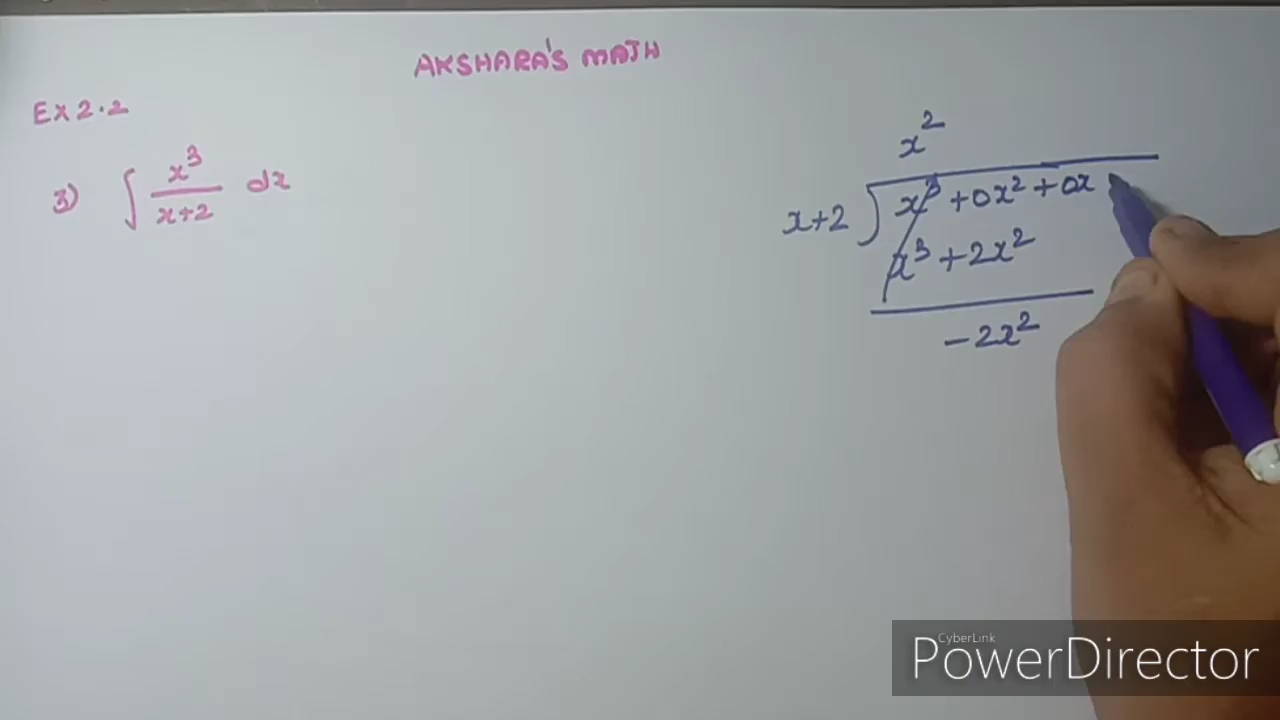 AKSHARA'S MATH
Ex 2.2
3) ∫ x³/(x+2) dx
x²
x+2 ) x³ +0x² +0x
x³ +2x²
-2x²
CyberLink
PowerDirector